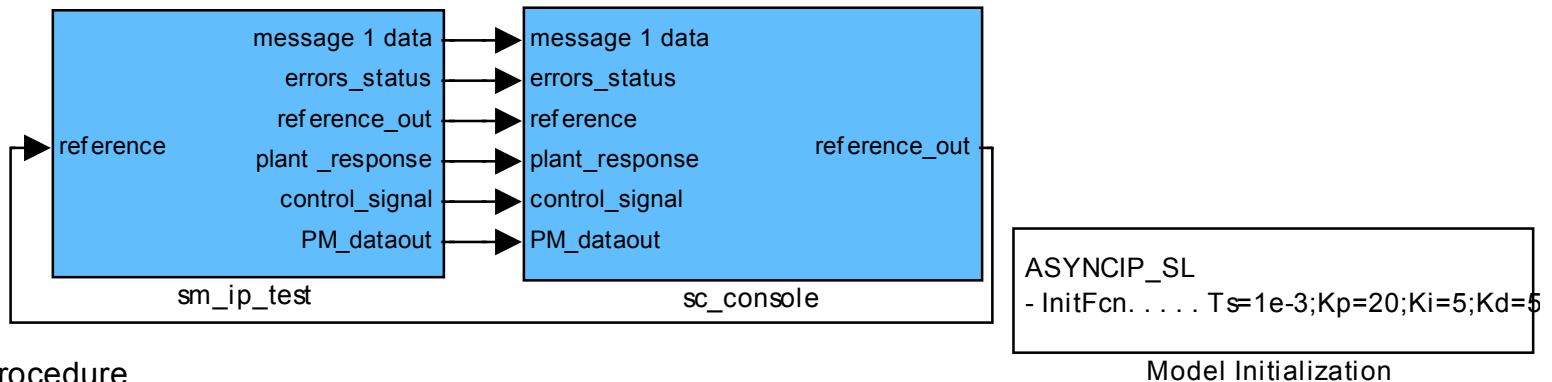 message 1 data
errors_status
reference_out
plant _response
control_signal
PM_dataout
reference
sm_ip_test
message 1 data
errors_status
reference
plant_response
control_signal
PM_dataout
reference_out
sc_console
ASYNCIP_SL
- InitFcn. . . . . Ts=1e-3;Kp=20;Ki=5;Kd=5
Model Initialization
rocedure